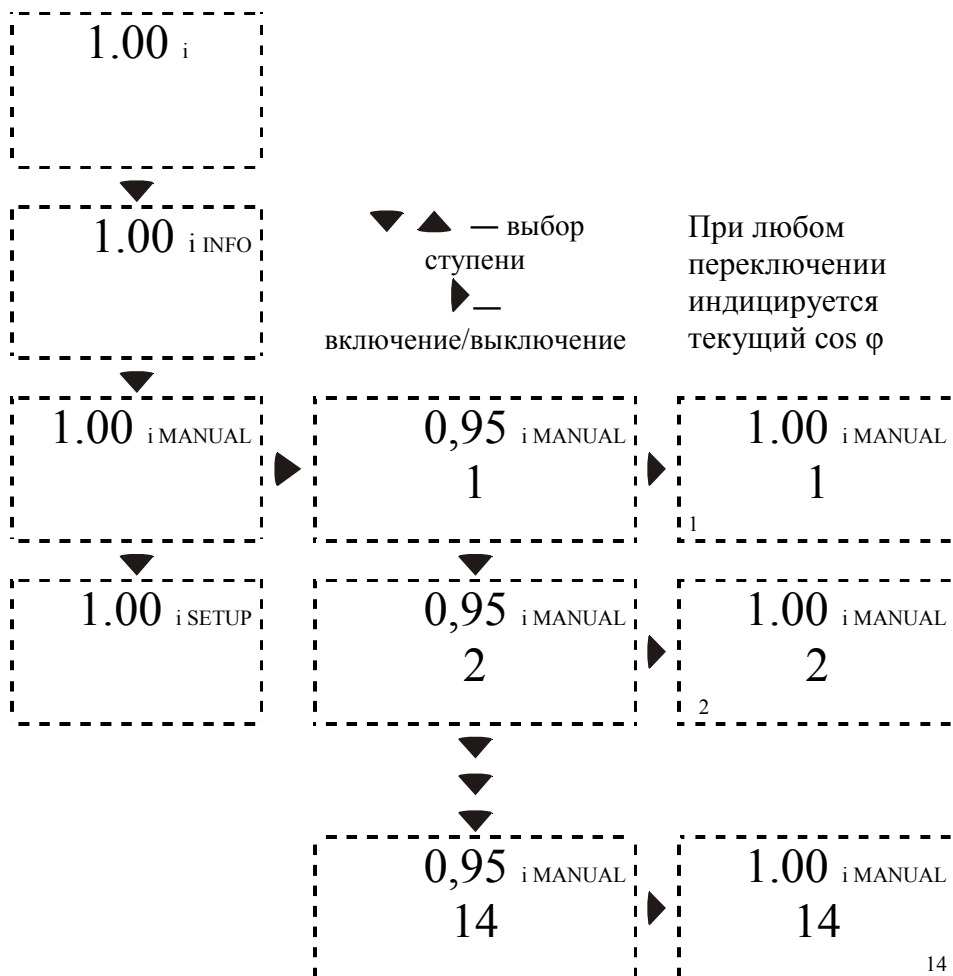 1.00 i
1.00 i INFO
— выбор
ступени
—
включение/выключение
При любом
переключении
индицируется
текущий cos φ
1.00 i MANUAL
0,95 i MANUAL
1
1.00 i MANUAL
1
1
1.00 i SETUP
0,95 i MANUAL
2
1.00 i MANUAL
2
2
0,95 i MANUAL
14
1.00 i MANUAL
14
14